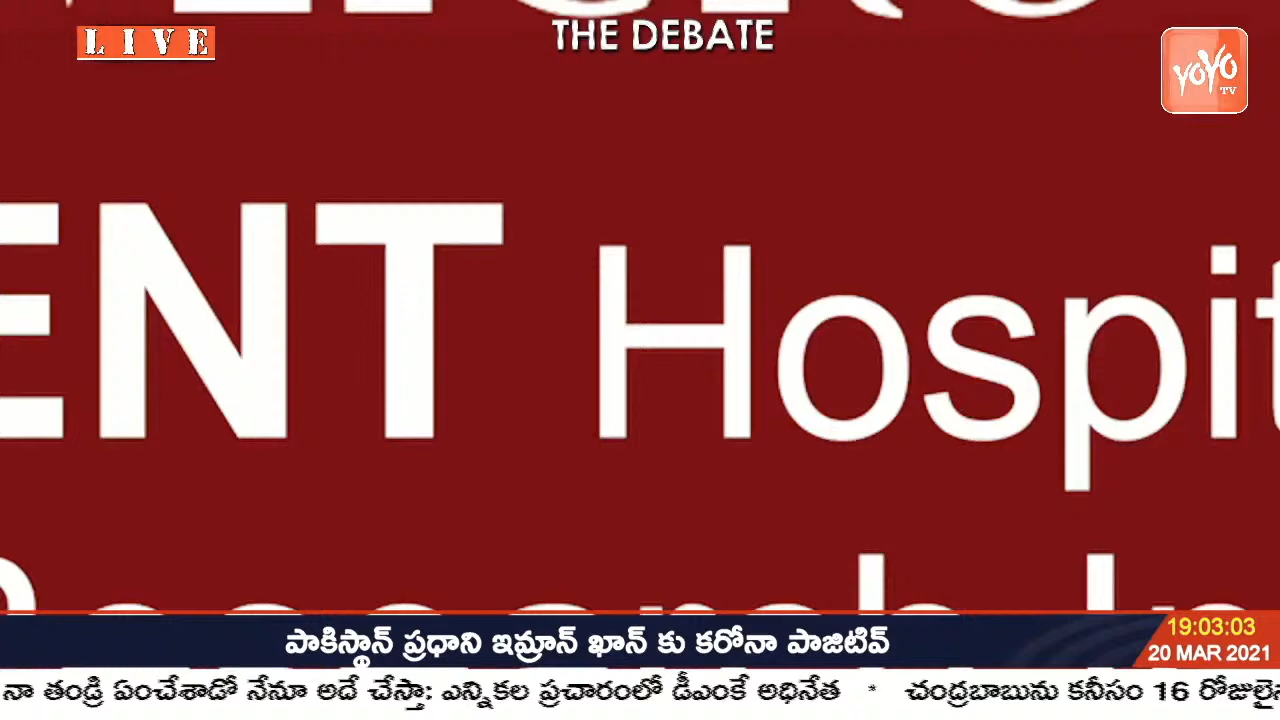 LIVE
THE DEBATE
YOYO
TV
ENT Hospit
పాకిస్థాన్ ప్రధాని ఇమ్రాన్ ఖాన్ కు కరోనా పాజిటివ్
19:03:03
20 MAR 2021
నా తండ్రి ఏంచేశాడో నేనూ అదే చేస్తా: ఎన్నికల ప్రచారంలో డీఎంకే అధినేత * చంద్రబాబును కనీసం 16 రోజులైన